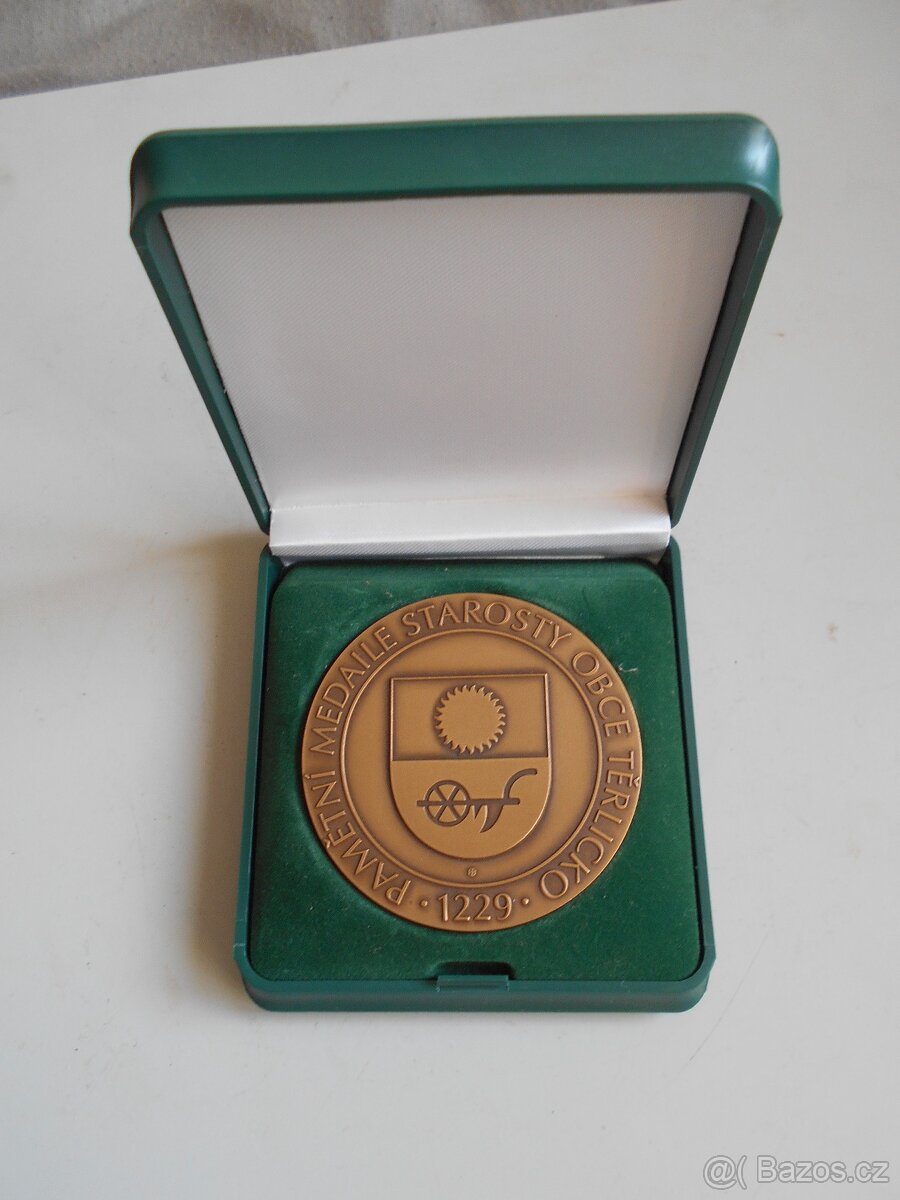 PAMĚTNÍ MEDAILE STAROSTY OBCE TĚRLICKO
· 1229 ·
@( Bazos.cz